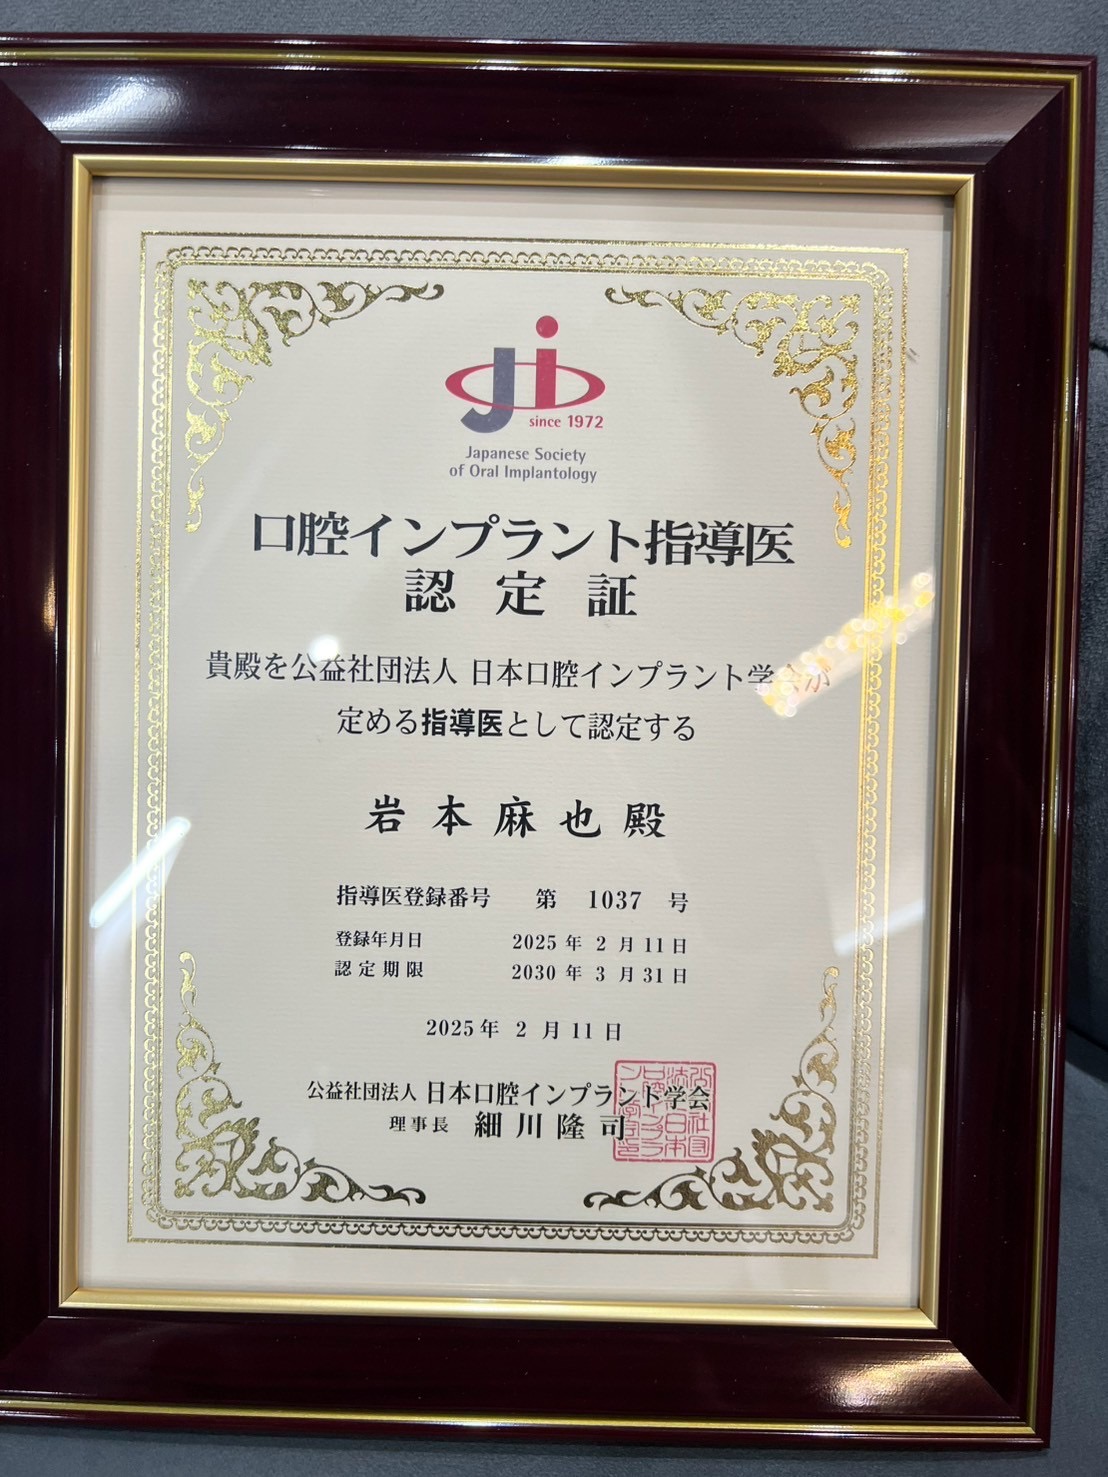 Ji
since 1972
Japanese Society
of Oral Implantology
口腔インプラント指導医
認定証
貴殿を公益社団法人 日本口腔インプラント学会が
定める指導医として認定する
岩本麻也殿
指導医登録番号 第 1037 号
登録年月日 2025年 2月11日
認定期限 2030年 3月31日
2025年 2月11日
公益社団法人 日本口腔インプラント学会
理事長 細川隆司